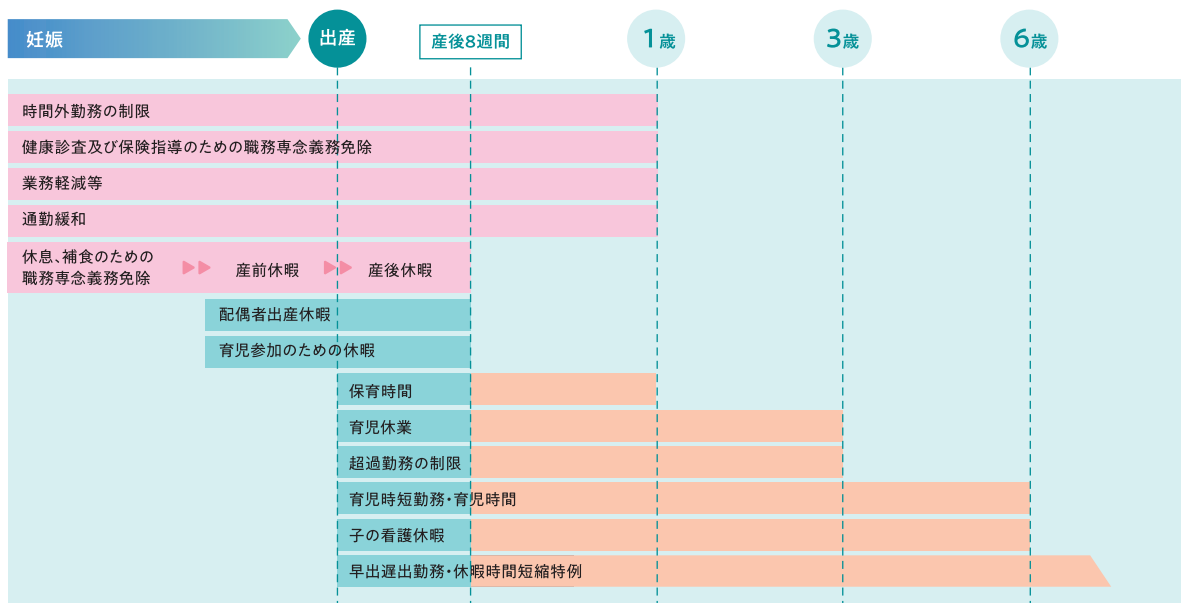 妊娠
出産
産後8週間
1歳
3歳
6歳
時間外勤務の制限
健康診査及び保険指導のための職務専念義務免除
業務軽減等
通勤緩和
休息、補食のための
職務専念義務免除
産前休暇
産後休暇
配偶者出産休暇
育児参加のための休暇
保育時間
育児休業
超過勤務の制限
育児時短勤務・育児時間
子の看護休暇
早出遅出勤務・休暇時間短縮特例